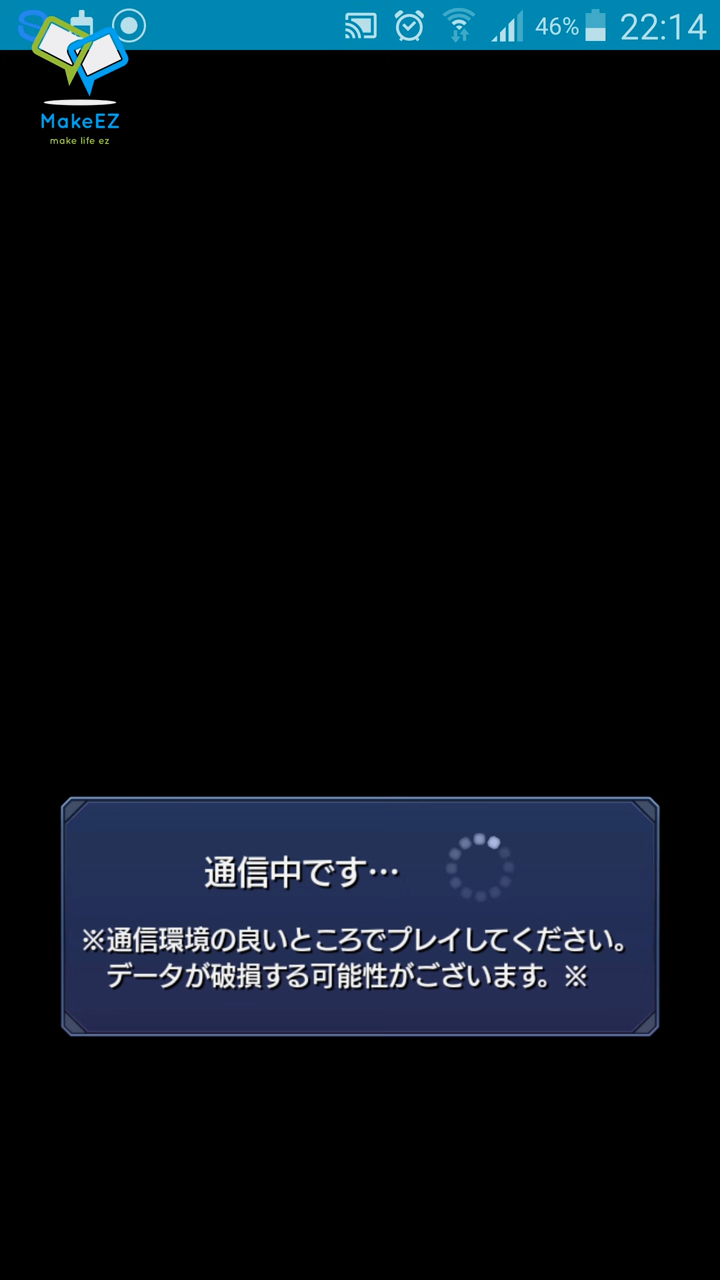 46% 22:14
MakeEZ
make life ez
通信中です…
※通信環境の良いところでプレイしてください。
データが破損する可能性がございます。※